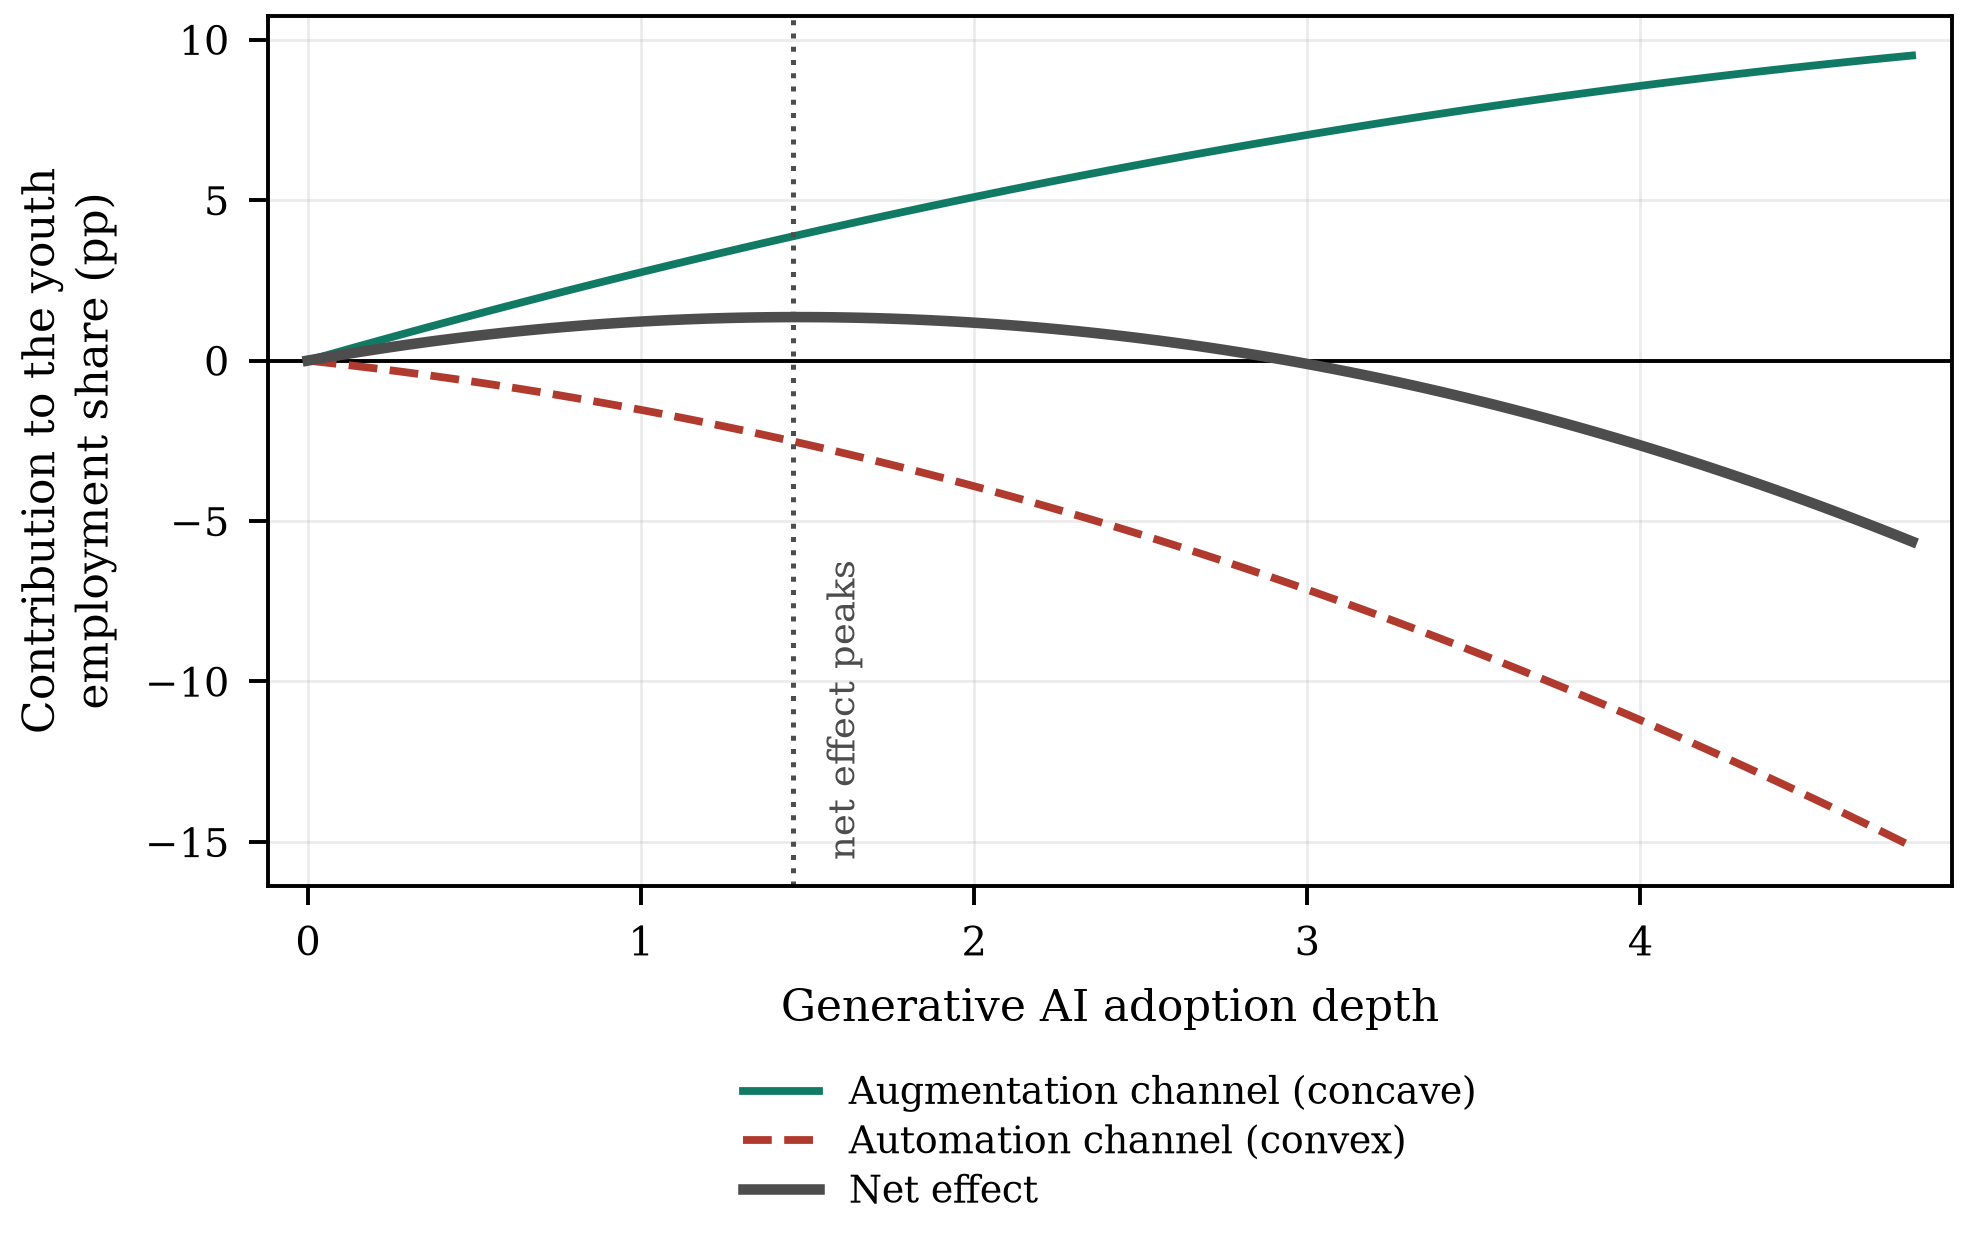 Contribution to the youth
employment share (pp)
10
5
0
−5
−10
−15
net effect peaks
0 1 2 3 4
Generative AI adoption depth
Augmentation channel (concave)
Automation channel (convex)
Net effect